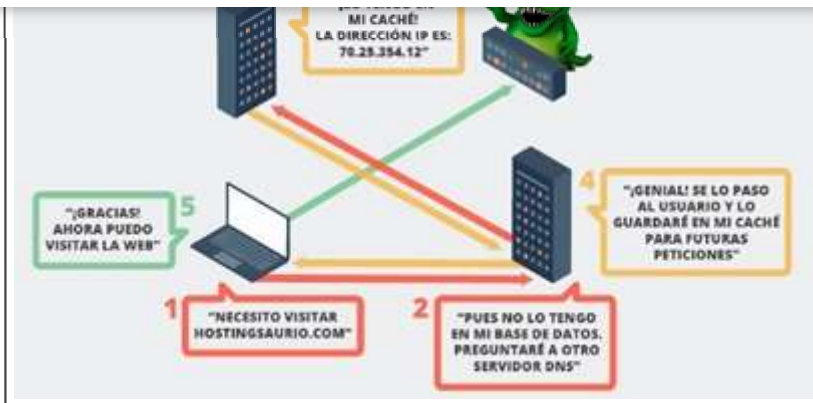 MI CACHÉ!
LA DIRECCIÓN IP ES:
70.25.354.12"
5
"¡GRACIAS!
AHORA PUEDO
VISITAR LA WEB"
4
"¡GENIAL! SE LO PASO
AL USUARIO Y LO
GUARDARÉ EN MI CACHÉ
PARA FUTURAS
PETICIONES"
1
"NECESITO VISITAR
HOSTINGSAURIO.COM"
2
"PUES NO LO TENGO
EN MI BASE DE DATOS.
PREGUNTARÉ A OTRO
SERVIDOR DNS"